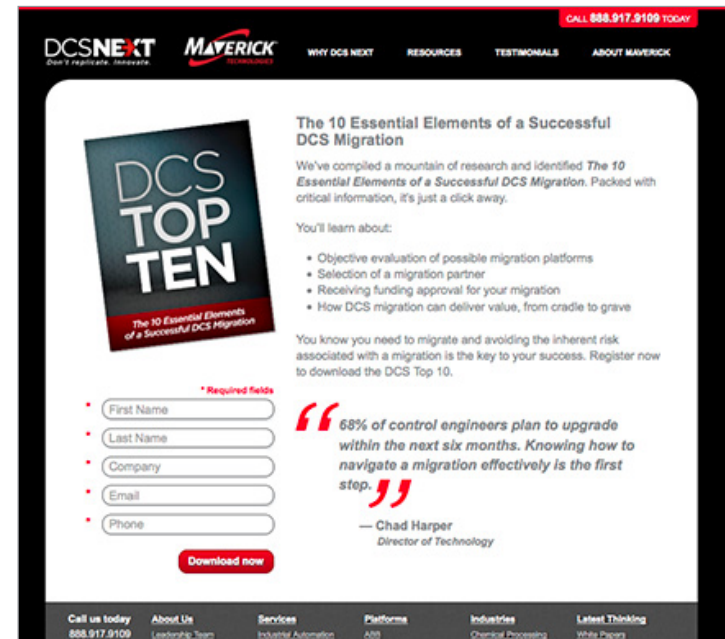 CALL 888.917.9109 TODAY
DCSNEXT
Don't replicate. Innovate.
MAVERICK
TECHNOLOGIES
WHY DCS NEXT RESOURCES TESTIMONIALS ABOUT MAVERICK
DCS
TOP
TEN
The 10 Essential Elements
of a Successful DCS Migration
The 10 Essential Elements of a Successful
DCS Migration
We've compiled a mountain of research and identified The 10
Essential Elements of a Successful DCS Migration. Packed with
critical information, it's just a click away.
You'll learn about:
• Objective evaluation of possible migration platforms
• Selection of a migration partner
• Receiving funding approval for your migration
• How DCS migration can deliver value, from cradle to grave
You know you need to migrate and avoiding the inherent risk
associated with a migration is the key to your success. Register now
to download the DCS Top 10.
* Required fields
* First Name
* Last Name
* Company
* Email
* Phone
Download now
“ 68% of control engineers plan to upgrade
within the next six months. Knowing how to
navigate a migration effectively is the first
step. ”
— Chad Harper
Director of Technology
Call us today About Us Services Platforms Industries Latest Thinking
888.917.9109 Leadership Team Industrial Automation ABB Chemical Processing White Papers